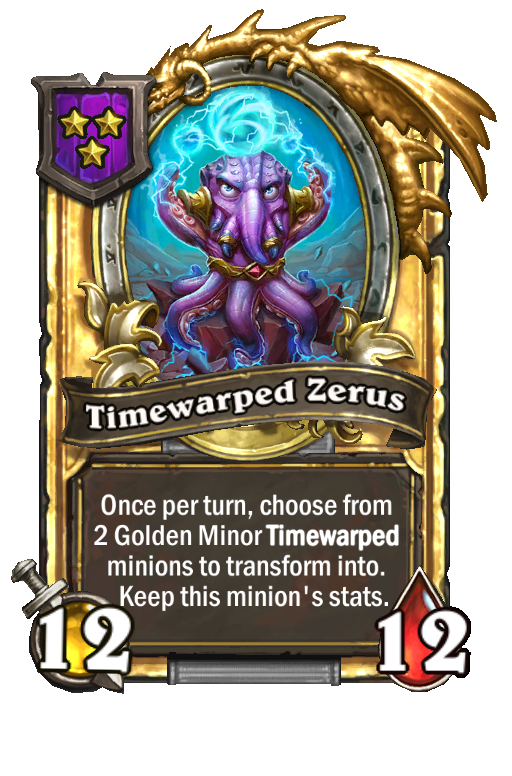 Timewarped Zerus
Once per turn, choose from
2 Golden Minor Timewarped
minions to transform into.
Keep this minion's stats.
12
12